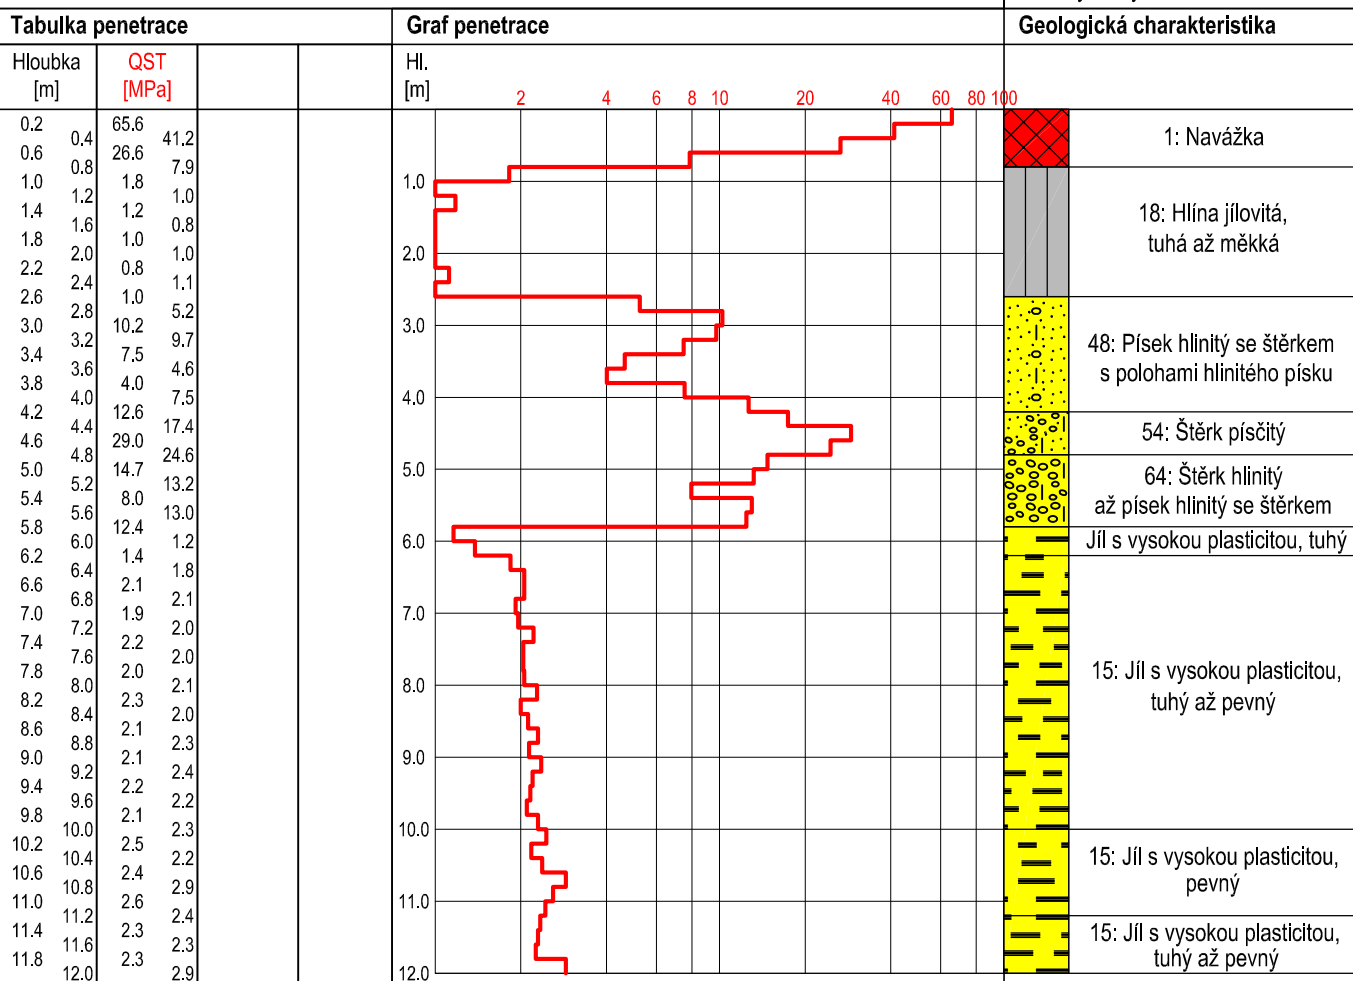 Tabulka penetrace
Graf penetrace
Geologická charakteristika
Hloubka
[m]
QST
[MPa]
Hl.
[m]
2 4 6 8 10 20 40 60 80 100
0.2 65.6
0.4 41.2
0.6 26.6
0.8 7.9
1.0 1.8
1.2 1.0
1.4 1.2
1.6 0.8
1.8 1.0
2.0 1.0
2.2 0.8
2.4 1.1
2.6 1.0
2.8 5.2
3.0 10.2
3.2 9.7
3.4 7.5
3.6 4.6
3.8 4.0
4.0 7.5
4.2 12.6
4.4 17.4
4.6 29.0
4.8 24.6
5.0 14.7
5.2 13.2
5.4 8.0
5.6 13.0
5.8 12.4
6.0 1.2
6.2 1.4
6.4 1.8
6.6 2.1
6.8 2.1
7.0 1.9
7.2 2.0
7.4 2.2
7.6 2.0
7.8 2.0
8.0 2.1
8.2 2.3
8.4 2.0
8.6 2.1
8.8 2.3
9.0 2.1
9.2 2.4
9.4 2.2
9.6 2.2
9.8 2.1
10.0 2.3
10.2 2.5
10.4 2.2
10.6 2.4
10.8 2.9
11.0 2.6
11.2 2.4
11.4 2.3
11.6 2.3
11.8 2.3
12.0 2.9
1.0
2.0
3.0
4.0
5.0
6.0
7.0
8.0
9.0
10.0
11.0
12.0
1: Navážka
18: Hlína jílovitá,
tuhá až měkká
48: Písek hlinitý se štěrkem
s polohami hlinitého písku
54: Štěrk písčitý
64: Štěrk hlinitý
až písek hlinitý se štěrkem
Jíl s vysokou plasticitou, tuhý
15: Jíl s vysokou plasticitou,
tuhý až pevný
15: Jíl s vysokou plasticitou,
pevný
15: Jíl s vysokou plasticitou,
tuhý až pevný